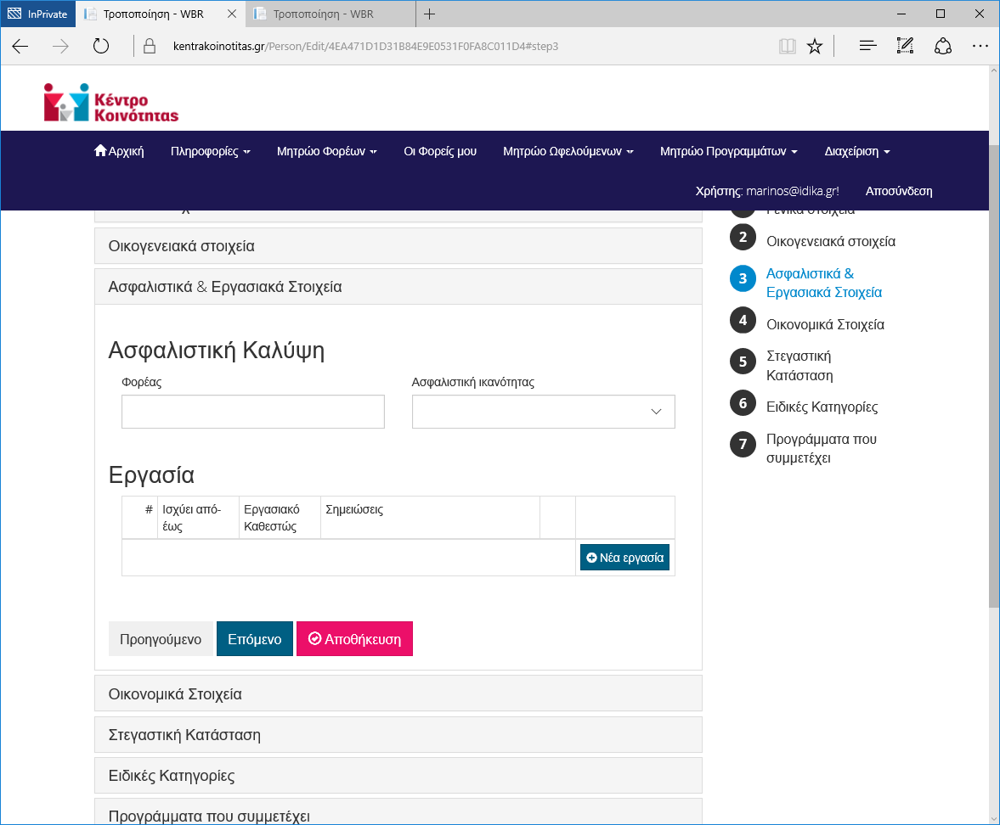 InPrivate
Τροποποίηση - WBR
Τροποποίηση - WBR
kentrakoinotitas.gr/Person/Edit/4EA471D1D31B84E9E0531F0FA8C011D4#step3
Κέντρο
Κοινότητας
Αρχική
Πληροφορίες
Μητρώο Φορέων
Οι Φορείς μου
Μητρώο Ωφελούμενων
Μητρώο Προγραμμάτων
Διαχείριση
Χρήστης: marinos@idika.gr!
Αποσύνδεση
Οικογενειακά στοιχεία
Ασφαλιστικά & Εργασιακά Στοιχεία
Ασφαλιστική Καλύψη
Φορέας
Ασφαλιστική ικανότητας
Εργασία
#
Ισχύει από-
έως
Εργασιακό
Καθεστώς
Σημειώσεις
Νέα εργασία
Προηγούμενο
Επόμενο
Αποθήκευση
Οικονομικά Στοιχεία
Στεγαστική Κατάσταση
Ειδικές Κατηγορίες
Προγράμματα που συμμετέχει
Γενικά στοιχεία
2
Οικογενειακά στοιχεία
3
Ασφαλιστικά &
Εργασιακά Στοιχεία
4
Οικονομικά Στοιχεία
5
Στεγαστική
Κατάσταση
6
Ειδικές Κατηγορίες
7
Προγράμματα που
συμμετέχει